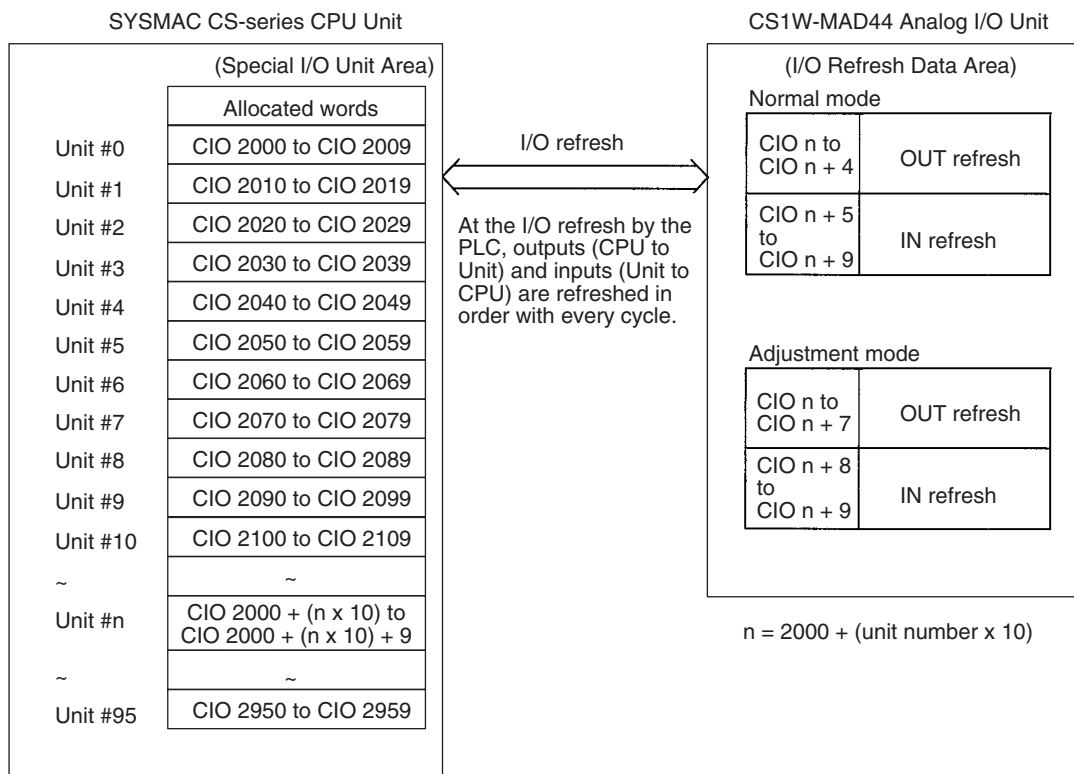 SYSMAC CS-series CPU Unit
CS1W-MAD44 Analog I/O Unit
(Special I/O Unit Area)
Allocated words
Unit #0 CIO 2000 to CIO 2009
Unit #1 CIO 2010 to CIO 2019
Unit #2 CIO 2020 to CIO 2029
Unit #3 CIO 2030 to CIO 2039
Unit #4 CIO 2040 to CIO 2049
Unit #5 CIO 2050 to CIO 2059
Unit #6 CIO 2060 to CIO 2069
Unit #7 CIO 2070 to CIO 2079
Unit #8 CIO 2080 to CIO 2089
Unit #9 CIO 2090 to CIO 2099
Unit #10 CIO 2100 to CIO 2109
~ ~
Unit #n CIO 2000 + (n x 10) to
CIO 2000 + (n x 10) + 9
~ ~
Unit #95 CIO 2950 to CIO 2959
I/O refresh
At the I/O refresh by the
PLC, outputs (CPU to
Unit) and inputs (Unit to
CPU) are refreshed in
order with every cycle.
(I/O Refresh Data Area)
Normal mode
CIO n to
CIO n + 4
OUT refresh
CIO n + 5
to
CIO n + 9
IN refresh
Adjustment mode
CIO n to
CIO n + 7
OUT refresh
CIO n + 8
to
CIO n + 9
IN refresh
n = 2000 + (unit number x 10)